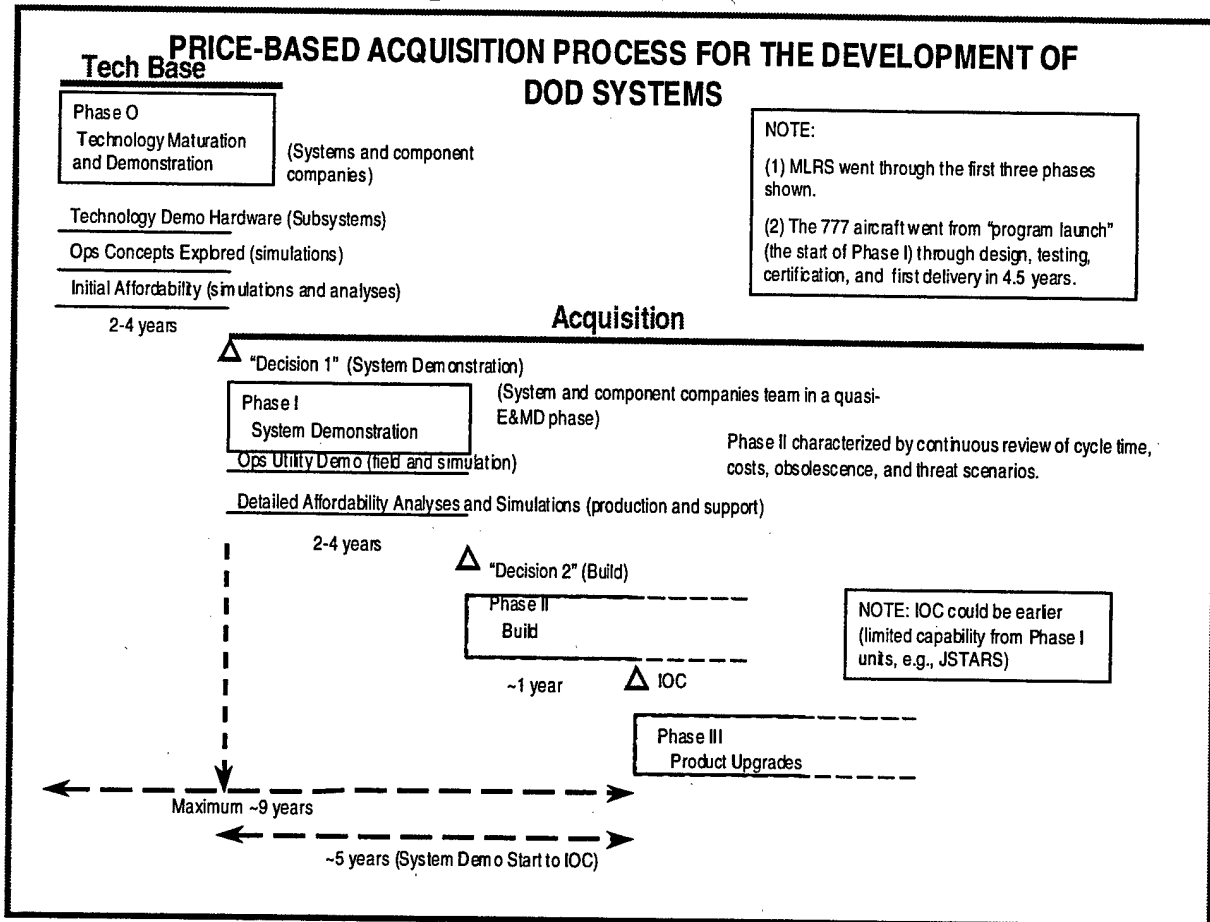 PRICE-BASED ACQUISITION PROCESS FOR THE DEVELOPMENT OF
DOD SYSTEMS
Tech Base
Phase O
Technology Maturation
and Demonstration
(Systems and component
companies)
NOTE:
(1) MLRS went through the first three phases
shown.
(2) The 777 aircraft went from "program launch"
(the start of Phase I) through design, testing,
certification, and first delivery in 4.5 years.
Technology Demo Hardware (Subsystems)
Ops Concepts Explored (simulations)
Initial Affordability (simulations and analyses)
2-4 years
Acquisition
"Decision 1" (System Demonstration)
Phase I
System Demonstration
(System and component companies team in a quasi-
E&MD phase)
Phase II characterized by continuous review of cycle time,
costs, obsolescence, and threat scenarios.
Ops Utility Demo (field and simulation)
Detailed Affordability Analyses and Simulations (production and support)
2-4 years
"Decision 2" (Build)
Phase II
Build
NOTE: IOC could be earlier
(limited capability from Phase I
units, e.g., JSTARS)
~1 year
IOC
Phase III
Product Upgrades
Maximum ~9 years
~5 years (System Demo Start to IOC)